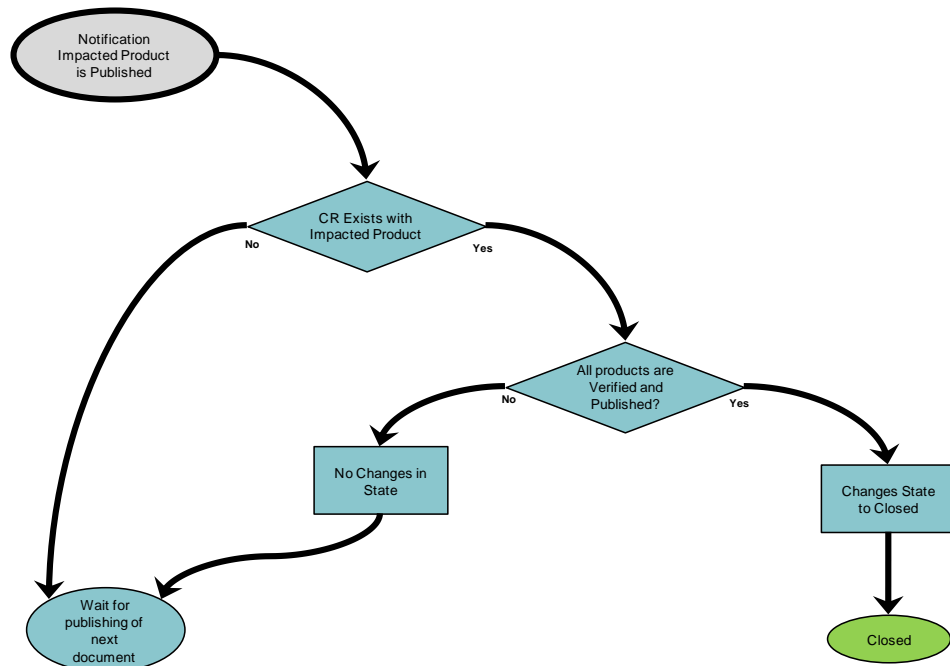 Notification
Impacted Product
is Published
CR Exists with
Impacted Product
No
Yes
All products are
Verified and
Published?
No
Yes
No Changes in
State
Changes State
to Closed
Wait for
publishing of
next
document
Closed